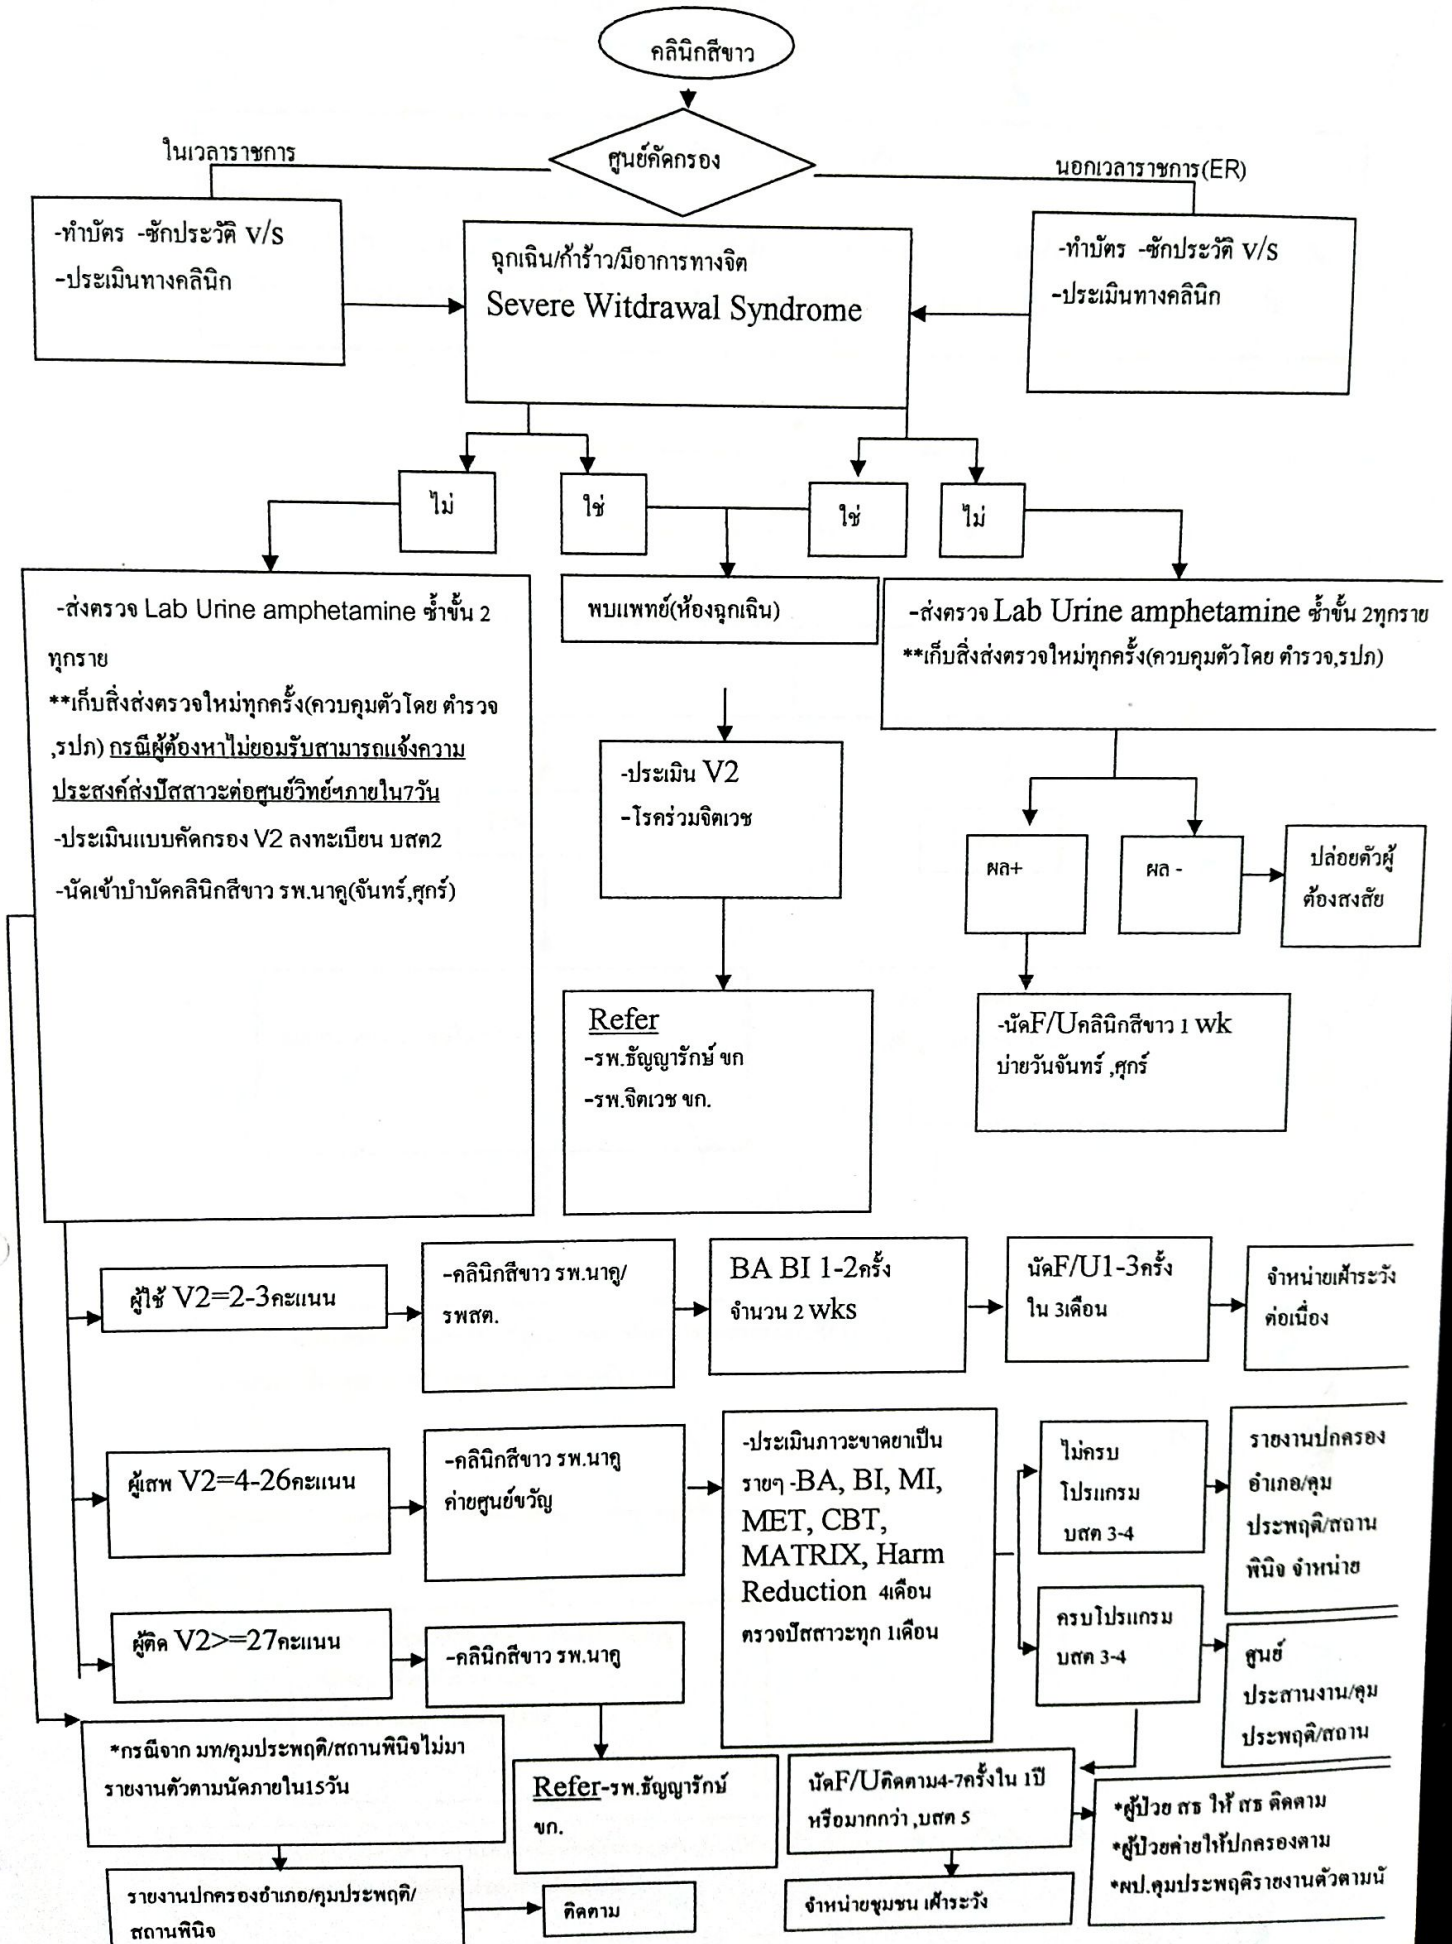 คลินิกสีขาว
ศูนย์คัดกรอง
ในเวลาราชการ
นอกเวลาราชการ(ER)
-ทำบัตร -ซักประวัติ v/s
-ประเมินทางคลินิก
ฉุกเฉิน/ก้าร้าว/มีอาการทางจิต
Severe Witdrawal Syndrome
-ทำบัตร -ซักประวัติ v/s
-ประเมินทางคลินิก
ไม่
ใช่
ใช่
ไม่
-ส่งตรวจ Lab Urine amphetamine ซ้ำขั้น 2
ทุกราย
**เก็บสิ่งส่งตรวจใหม่ทุกครั้ง(ควบคุมตัวโดย ตำรวจ
,รปภ) กรณีผู้ต้องหาไม่ยอมรับสามารถแจ้งความ
ประสงค์ส่งปัสสาวะต่อศูนย์วิทย์ฯภายใน7วัน
-ประเมินแบบคัดกรอง V2 ลงทะเบียน บสต2
-นัดเข้าบำบัดคลินิกสีขาว รพ.นาคู(จันทร์,ศุกร์)
พบแพทย์(ห้องฉุกเฉิน)
-ประเมิน V2
-โรคร่วมจิตเวช
Refer
-รพ.ธัญญารักษ์ ขก
-รพ.จิตเวช ขก.
-ส่งตรวจ Lab Urine amphetamine ซ้ำขั้น 2ทุกราย
**เก็บสิ่งส่งตรวจใหม่ทุกครั้ง(ควบคุมตัวโดย ตำรวจ,รปภ)
ผล+
ผล -
ปล่อยตัวผู้
ต้องสงสัย
-นัดF/Uคลินิกสีขาว 1 wk
บ่ายวันจันทร์ ,ศุกร์
ผู้ใช้ V2=2-3คะแนน
-คลินิกสีขาว รพ.นาคู/
รพสต.
BA BI 1-2ครั้ง
จำนวน 2 wks
นัดF/U1-3ครั้ง
ใน 3เดือน
จำหน่ายเฝ้าระวัง
ต่อเนื่อง
ผู้เสพ V2=4-26คะแนน
-คลินิกสีขาว รพ.นาคู
ค่ายศูนย์ขวัญ
-ประเมินภาวะขาดยาเป็น
รายๆ -BA, BI, MI,
MET, CBT,
MATRIX, Harm
Reduction 4เดือน
ตรวจปัสสาวะทุก 1เดือน
ไม่ครบ
โปรแกรม
บสต 3-4
รายงานปกครอง
อำเภอ/คุม
ประพฤติ/สถาน
พินิจ จำหน่าย
ผู้ติด V2>=27คะแนน
-คลินิกสีขาว รพ.นาคู
ครบโปรแกรม
บสต 3-4
ศูนย์
ประสานงาน/คุม
ประพฤติ/สถาน
*กรณีจาก มท/คุมประพฤติ/สถานพินิจไม่มา
รายงานตัวตามนัดภายใน15วัน
Refer-รพ.ธัญญารักษ์
ขก.
นัดF/Uติดตาม4-7ครั้งใน 1ปี
หรือมากกว่า ,บสต 5
*ผู้ป่วย สธ ให้ สธ ติดตาม
*ผู้ป่วยค่ายให้ปกครองตาม
*ผป.คุมประพฤติรายงานตัวตามนั
รายงานปกครองอำเภอ/คุมประพฤติ/
สถานพินิจ
ติดตาม
จำหน่ายชุมชน เฝ้าระวัง